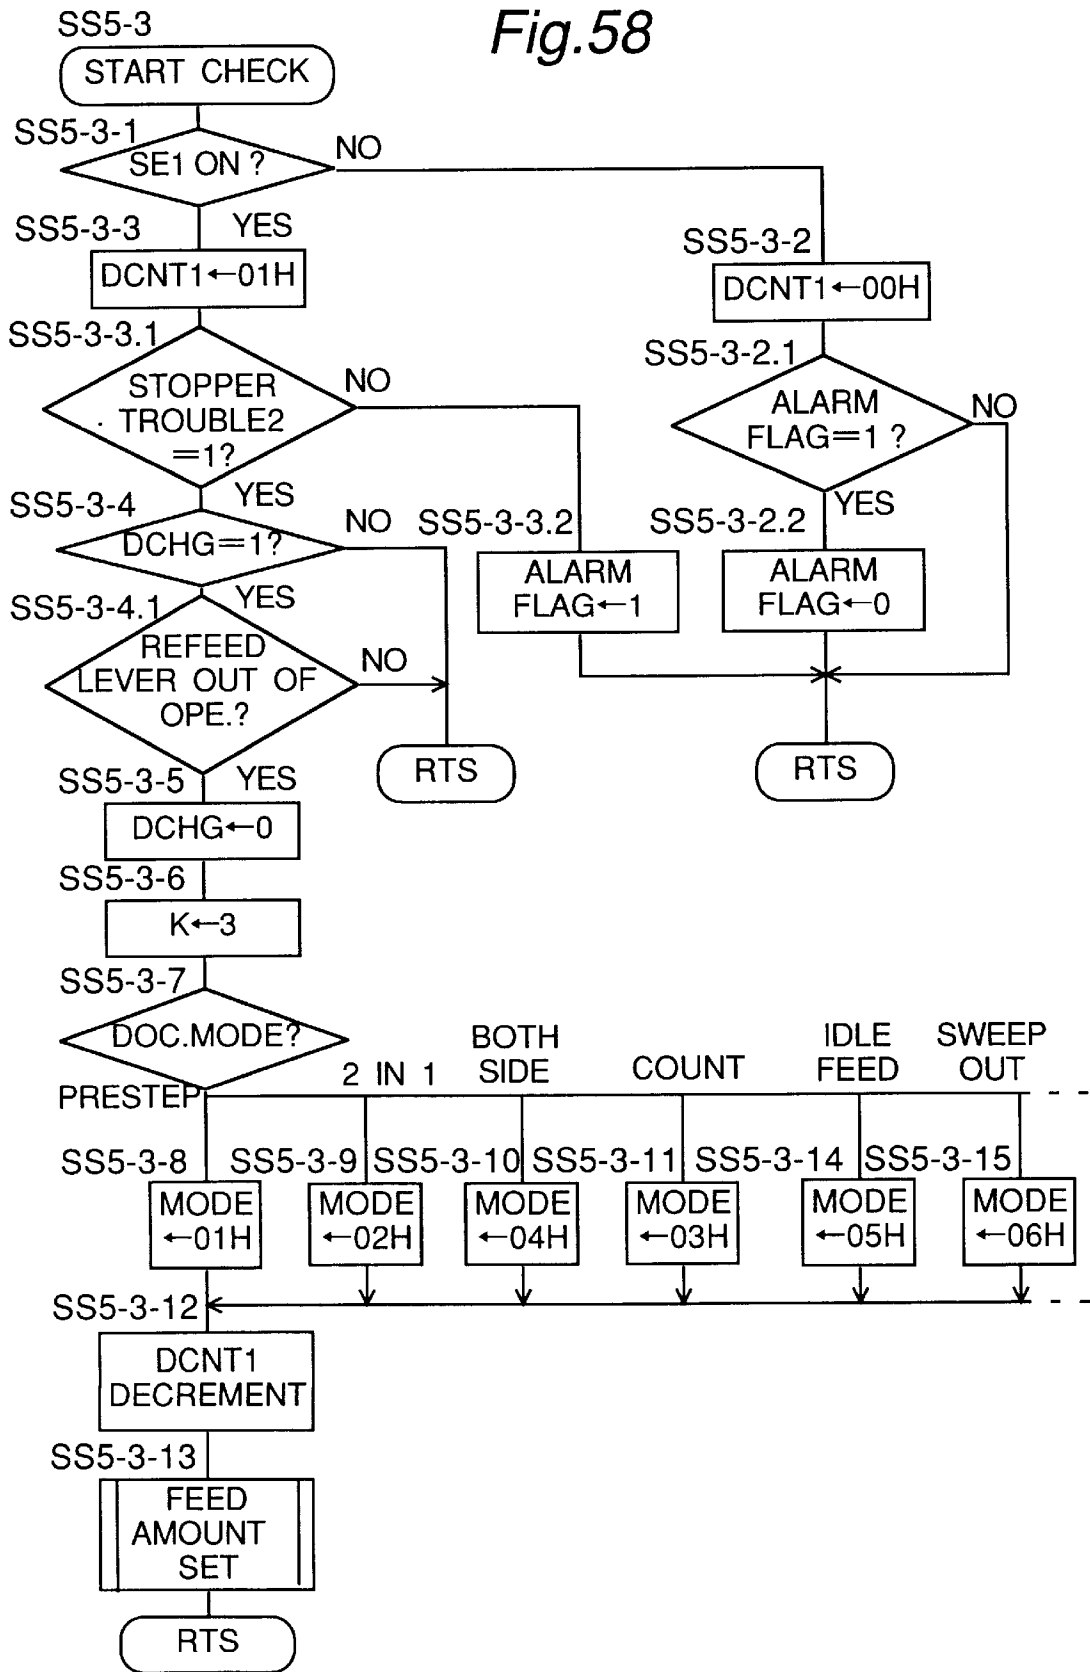 Fig.58
SS5-3
START CHECK
SS5-3-1
SE1 ON ?
NO
YES
SS5-3-3
DCNT1←01H
SS5-3-2
DCNT1←00H
SS5-3-3.1
STOPPER
TROUBLE2
=1?
NO
YES
SS5-3-2.1
ALARM
FLAG=1 ?
NO
YES
SS5-3-4
DCHG=1?
NO
YES
SS5-3-3.2
ALARM
FLAG←1
SS5-3-2.2
ALARM
FLAG←0
SS5-3-4.1
REFEED
LEVER OUT OF
OPE.?
NO
YES
RTS
RTS
SS5-3-5
DCHG←0
SS5-3-6
K←3
SS5-3-7
DOC.MODE?
PRESTEP
2 IN 1
BOTH
SIDE
COUNT
IDLE
FEED
SWEEP
OUT
SS5-3-8
SS5-3-9
SS5-3-10
SS5-3-11
SS5-3-14
SS5-3-15
MODE
←01H
MODE
←02H
MODE
←04H
MODE
←03H
MODE
←05H
MODE
←06H
SS5-3-12
DCNT1
DECREMENT
SS5-3-13
FEED
AMOUNT
SET
RTS